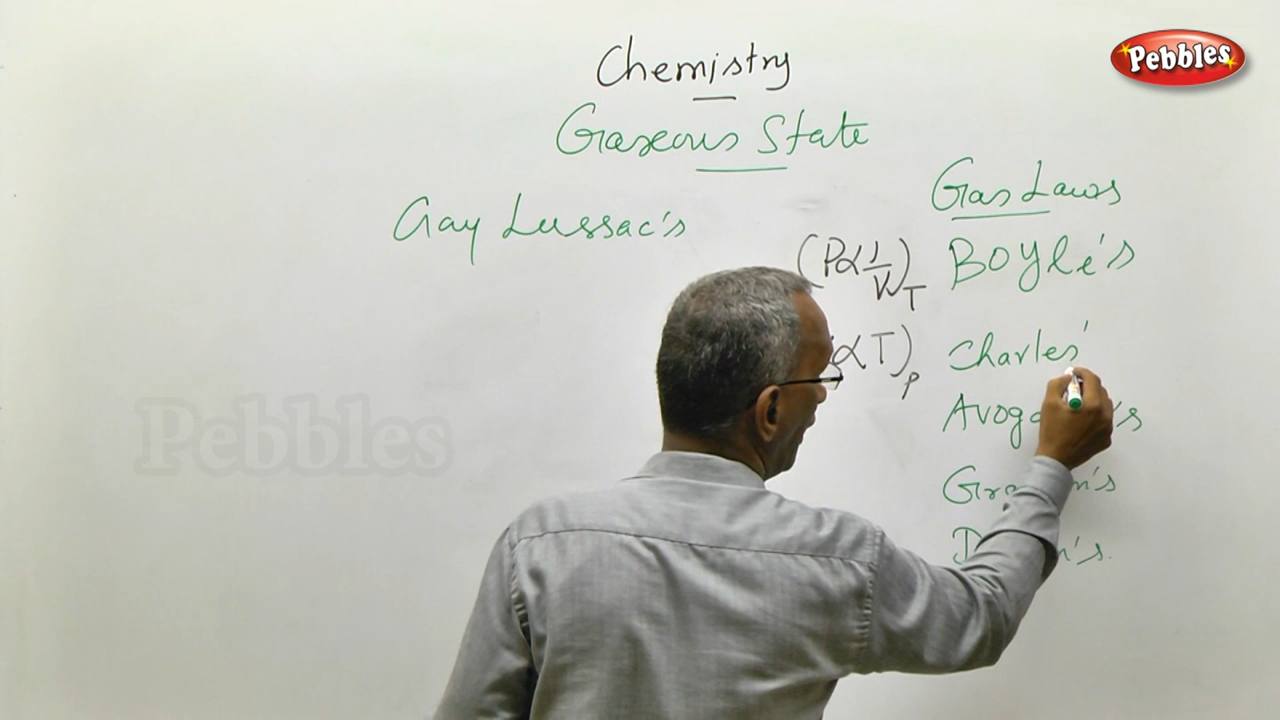 Pebbles
Chemistry
Gaseous State
Gas Laws
Gay Lussac's
(P∝1/V)T Boyle's
∝T)P Charles'
Pebbles